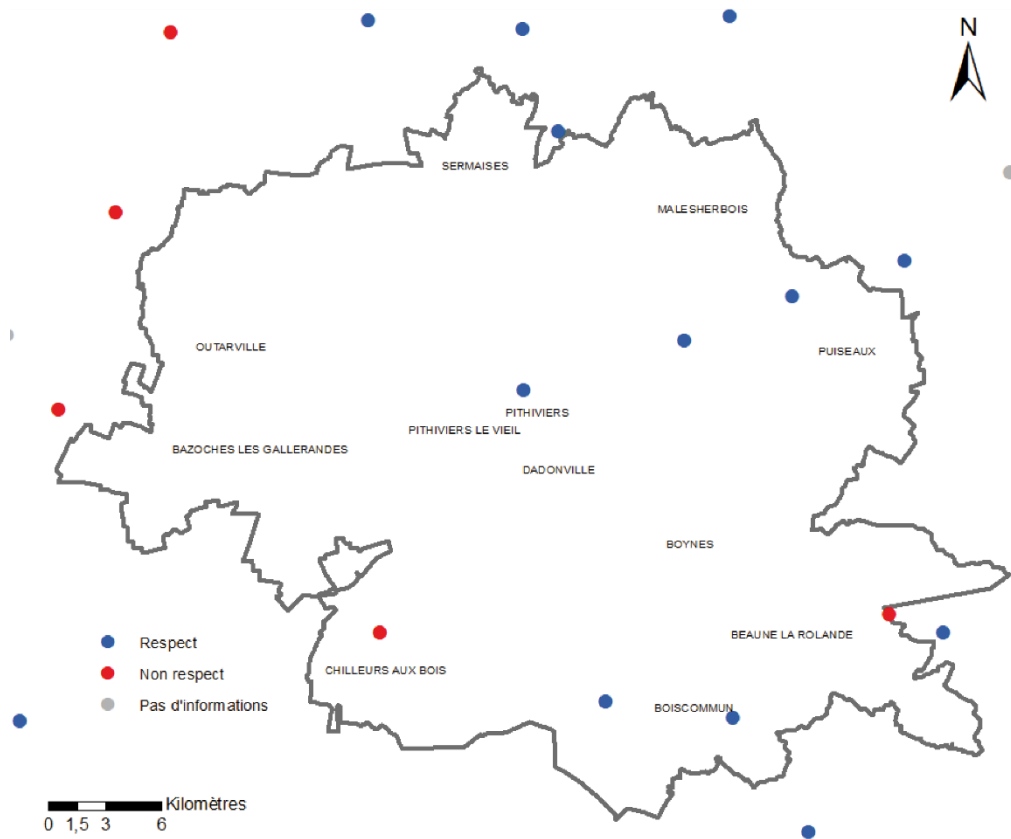 N
SERMAISES
MALESHERBOIS
OUTARVILLE
PUISEAUX
PITHIVIERS
PITHIVIERS LE VIEIL
BAZOCHES LES GALLERANDES
DADONVILLE
BOYNES
BEAUNE LA ROLANDE
CHILLEURS AUX BOIS
BOISCOMMUN
Respect
Non respect
Pas d'informations
Kilomètres
0 1,5 3 6